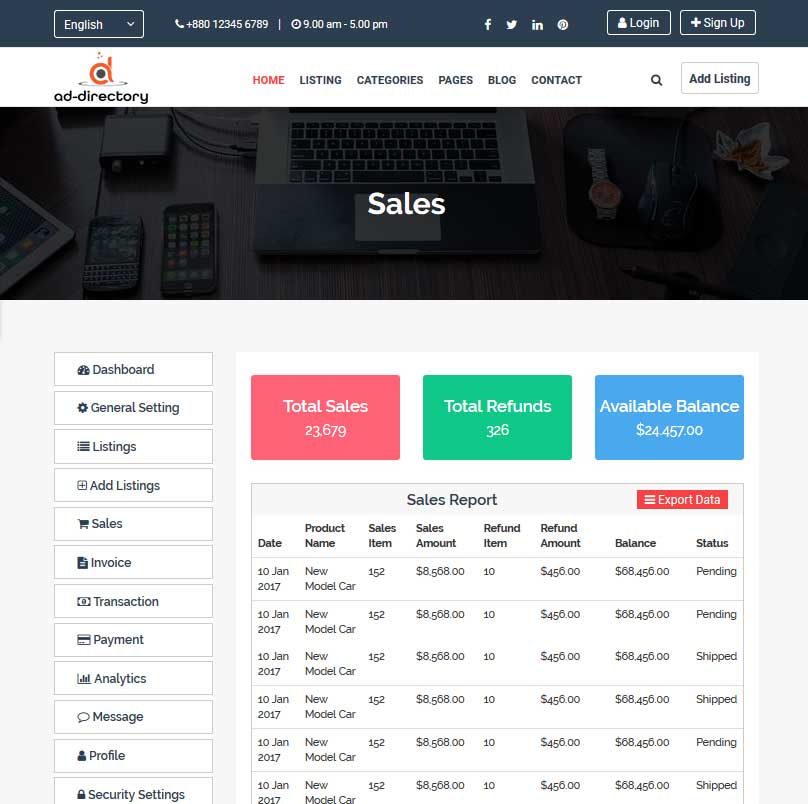 English
+880 12345 6789 | 9.00 am - 5.00 pm
Login
Sign Up
ad-directory
HOME LISTING CATEGORIES PAGES BLOG CONTACT
Add Listing
Sales
Dashboard
General Setting
Listings
Add Listings
Sales
Invoice
Transaction
Payment
Analytics
Message
Profile
Security Settings
Total Sales
23,679
Total Refunds
326
Available Balance
$24.457.00
Sales Report
Export Data
Date Product Name Sales Item Sales Amount Refund Item Refund Amount Balance Status
10 Jan 2017 New Model Car 152 $8,568.00 10 $456.00 $68,456.00 Pending
10 Jan 2017 New Model Car 152 $8,568.00 10 $456.00 $68,456.00 Pending
10 Jan 2017 New Model Car 152 $8,568.00 10 $456.00 $68,456.00 Shipped
10 Jan 2017 New Model Car 152 $8,568.00 10 $456.00 $68,456.00 Shipped
10 Jan 2017 New Model Car 152 $8,568.00 10 $456.00 $68,456.00 Pending
10 Jan 2017 New Model Car 152 $8,568.00 10 $456.00 $68,456.00 Shipped